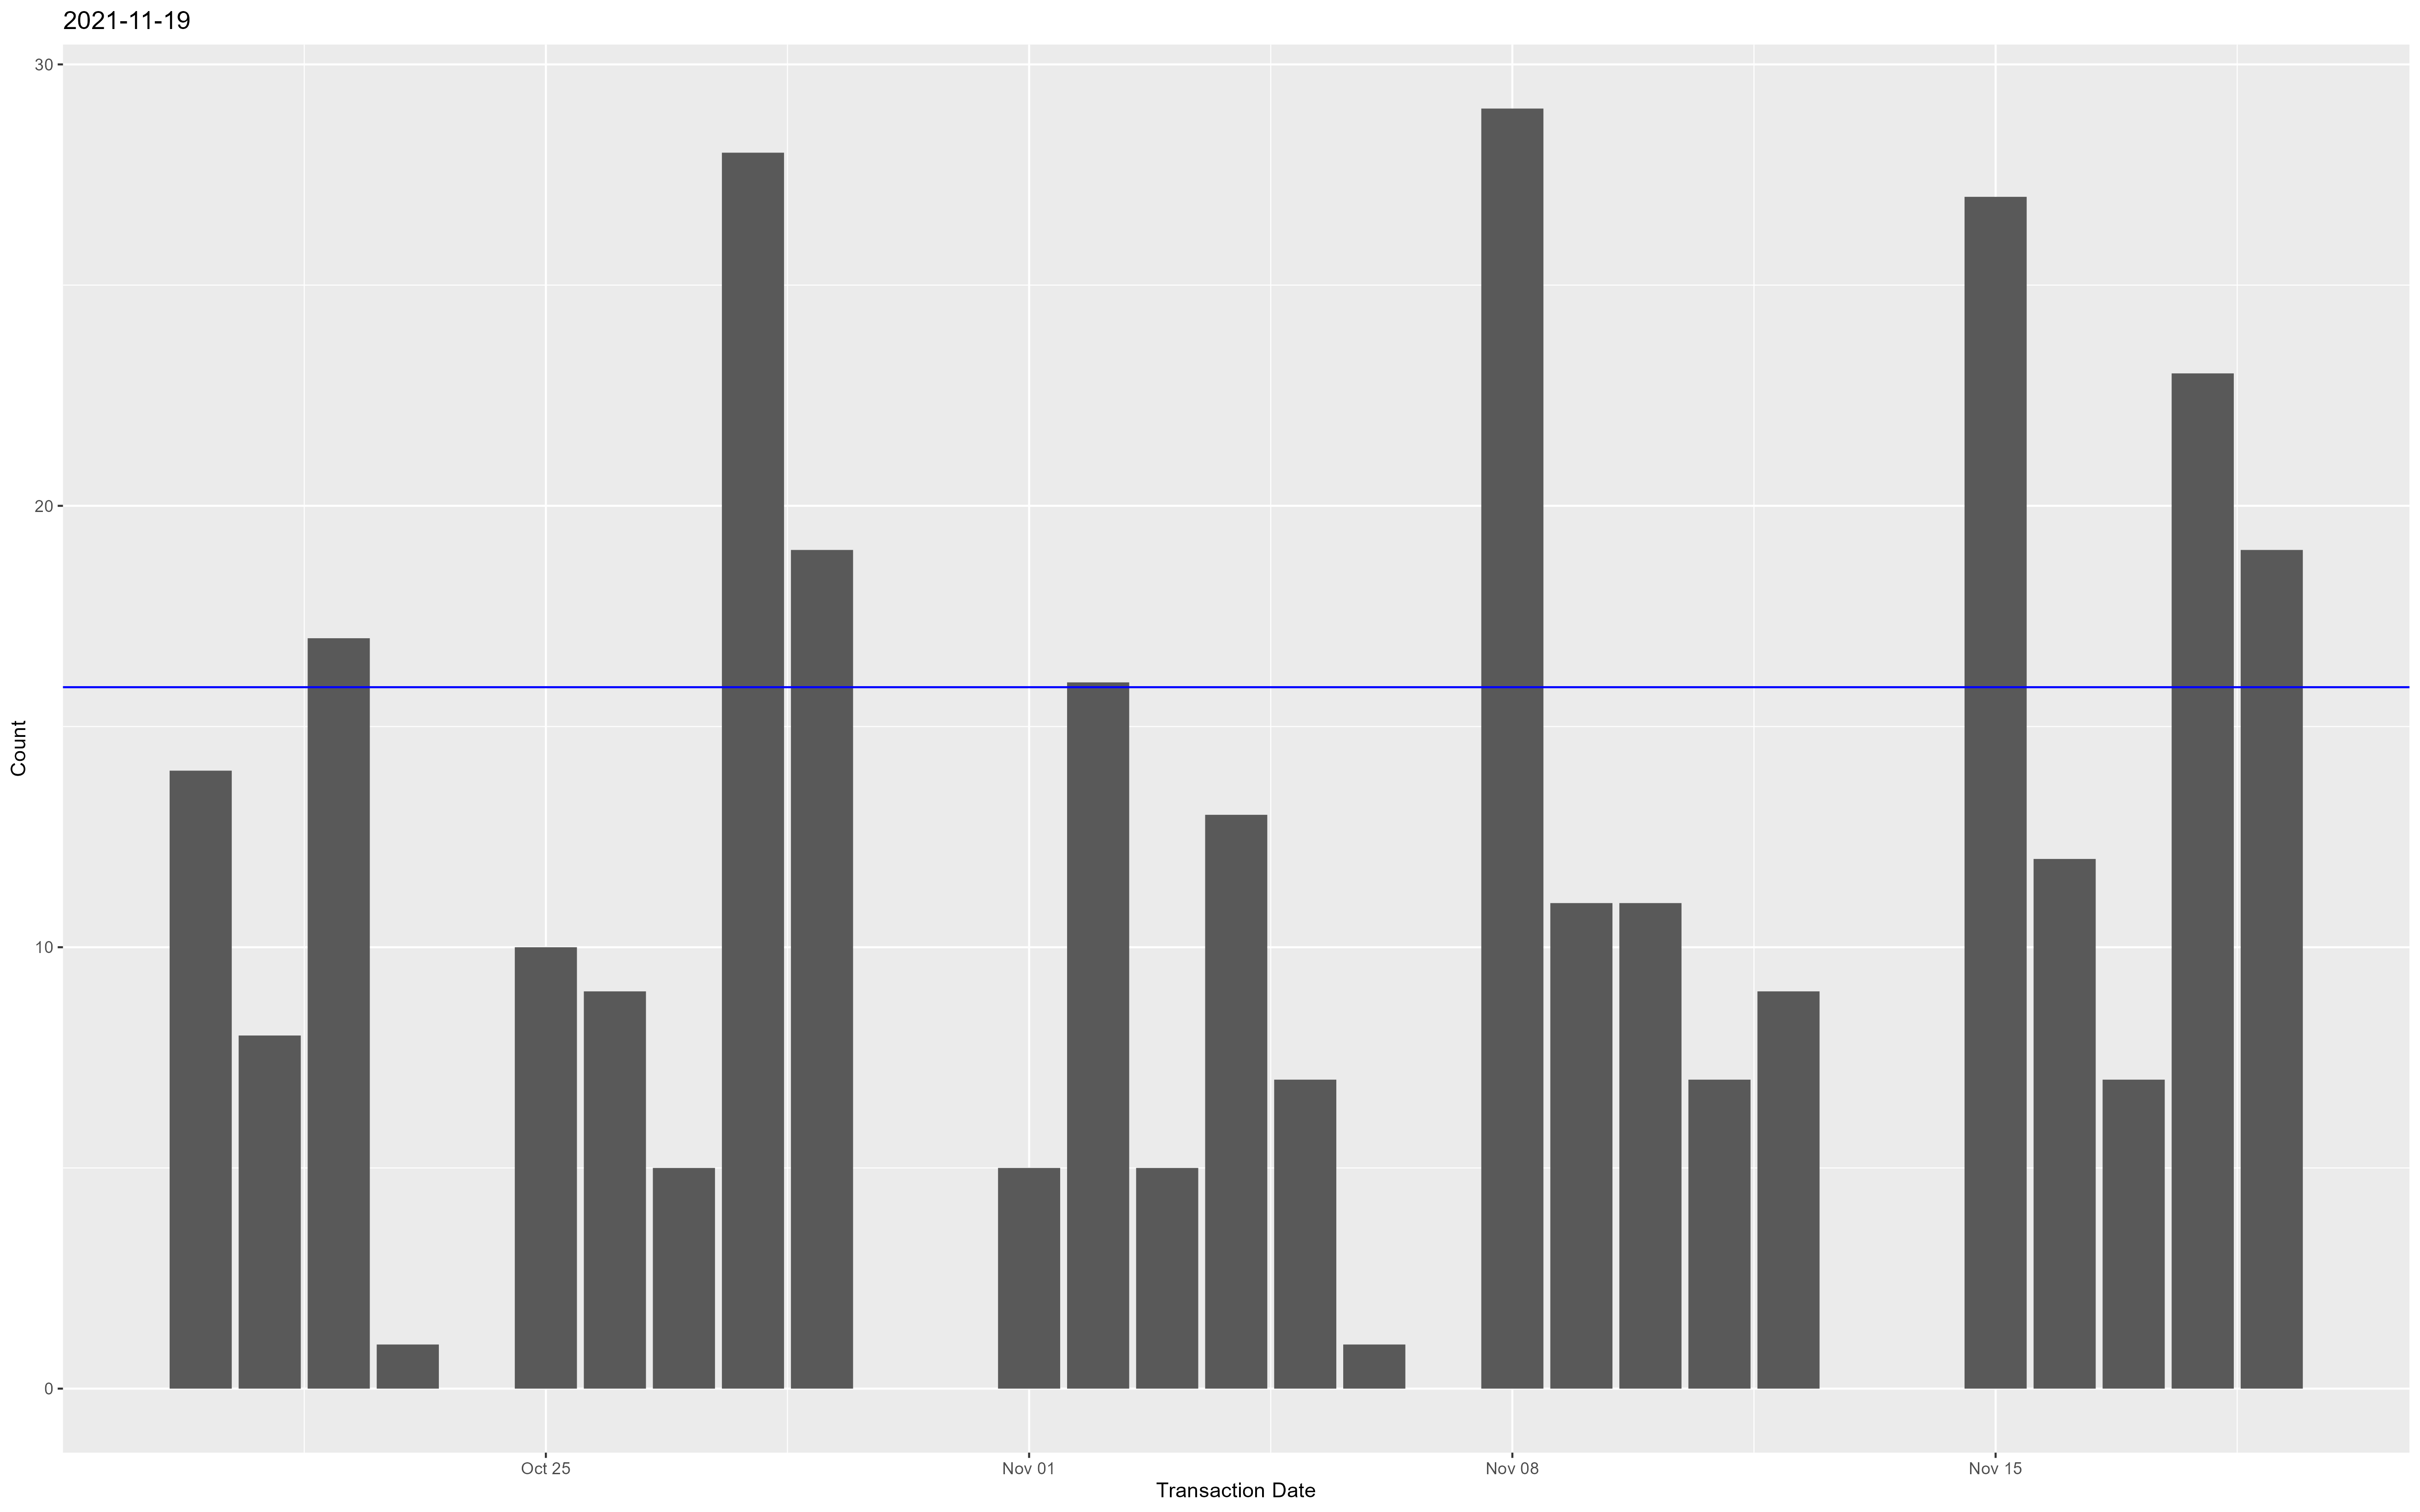 2021-11-19
30
20
10
0
Count
Oct 25
Nov 01
Nov 08
Nov 15
Transaction Date